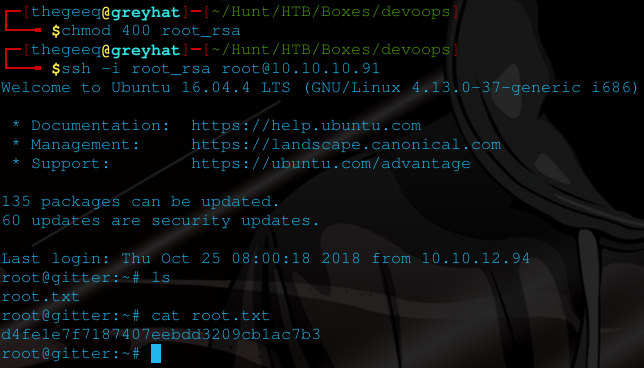 ┌─[thegeeq@greyhat]─[~/Hunt/HTB/Boxes/devoops]
└──╼ $chmod 400 root_rsa
┌─[thegeeq@greyhat]─[~/Hunt/HTB/Boxes/devoops]
└──╼ $ssh -i root_rsa root@10.10.10.91
Welcome to Ubuntu 16.04.4 LTS (GNU/Linux 4.13.0-37-generic i686)
* Documentation:  https://help.ubuntu.com
* Management:     https://landscape.canonical.com
* Support:        https://ubuntu.com/advantage
135 packages can be updated.
60 updates are security updates.
Last login: Thu Oct 25 08:00:18 2018 from 10.10.12.94
root@gitter:~# ls
root.txt
root@gitter:~# cat root.txt
d4fe1e7f7187407eebdd3209cb1ac7b3
root@gitter:~#